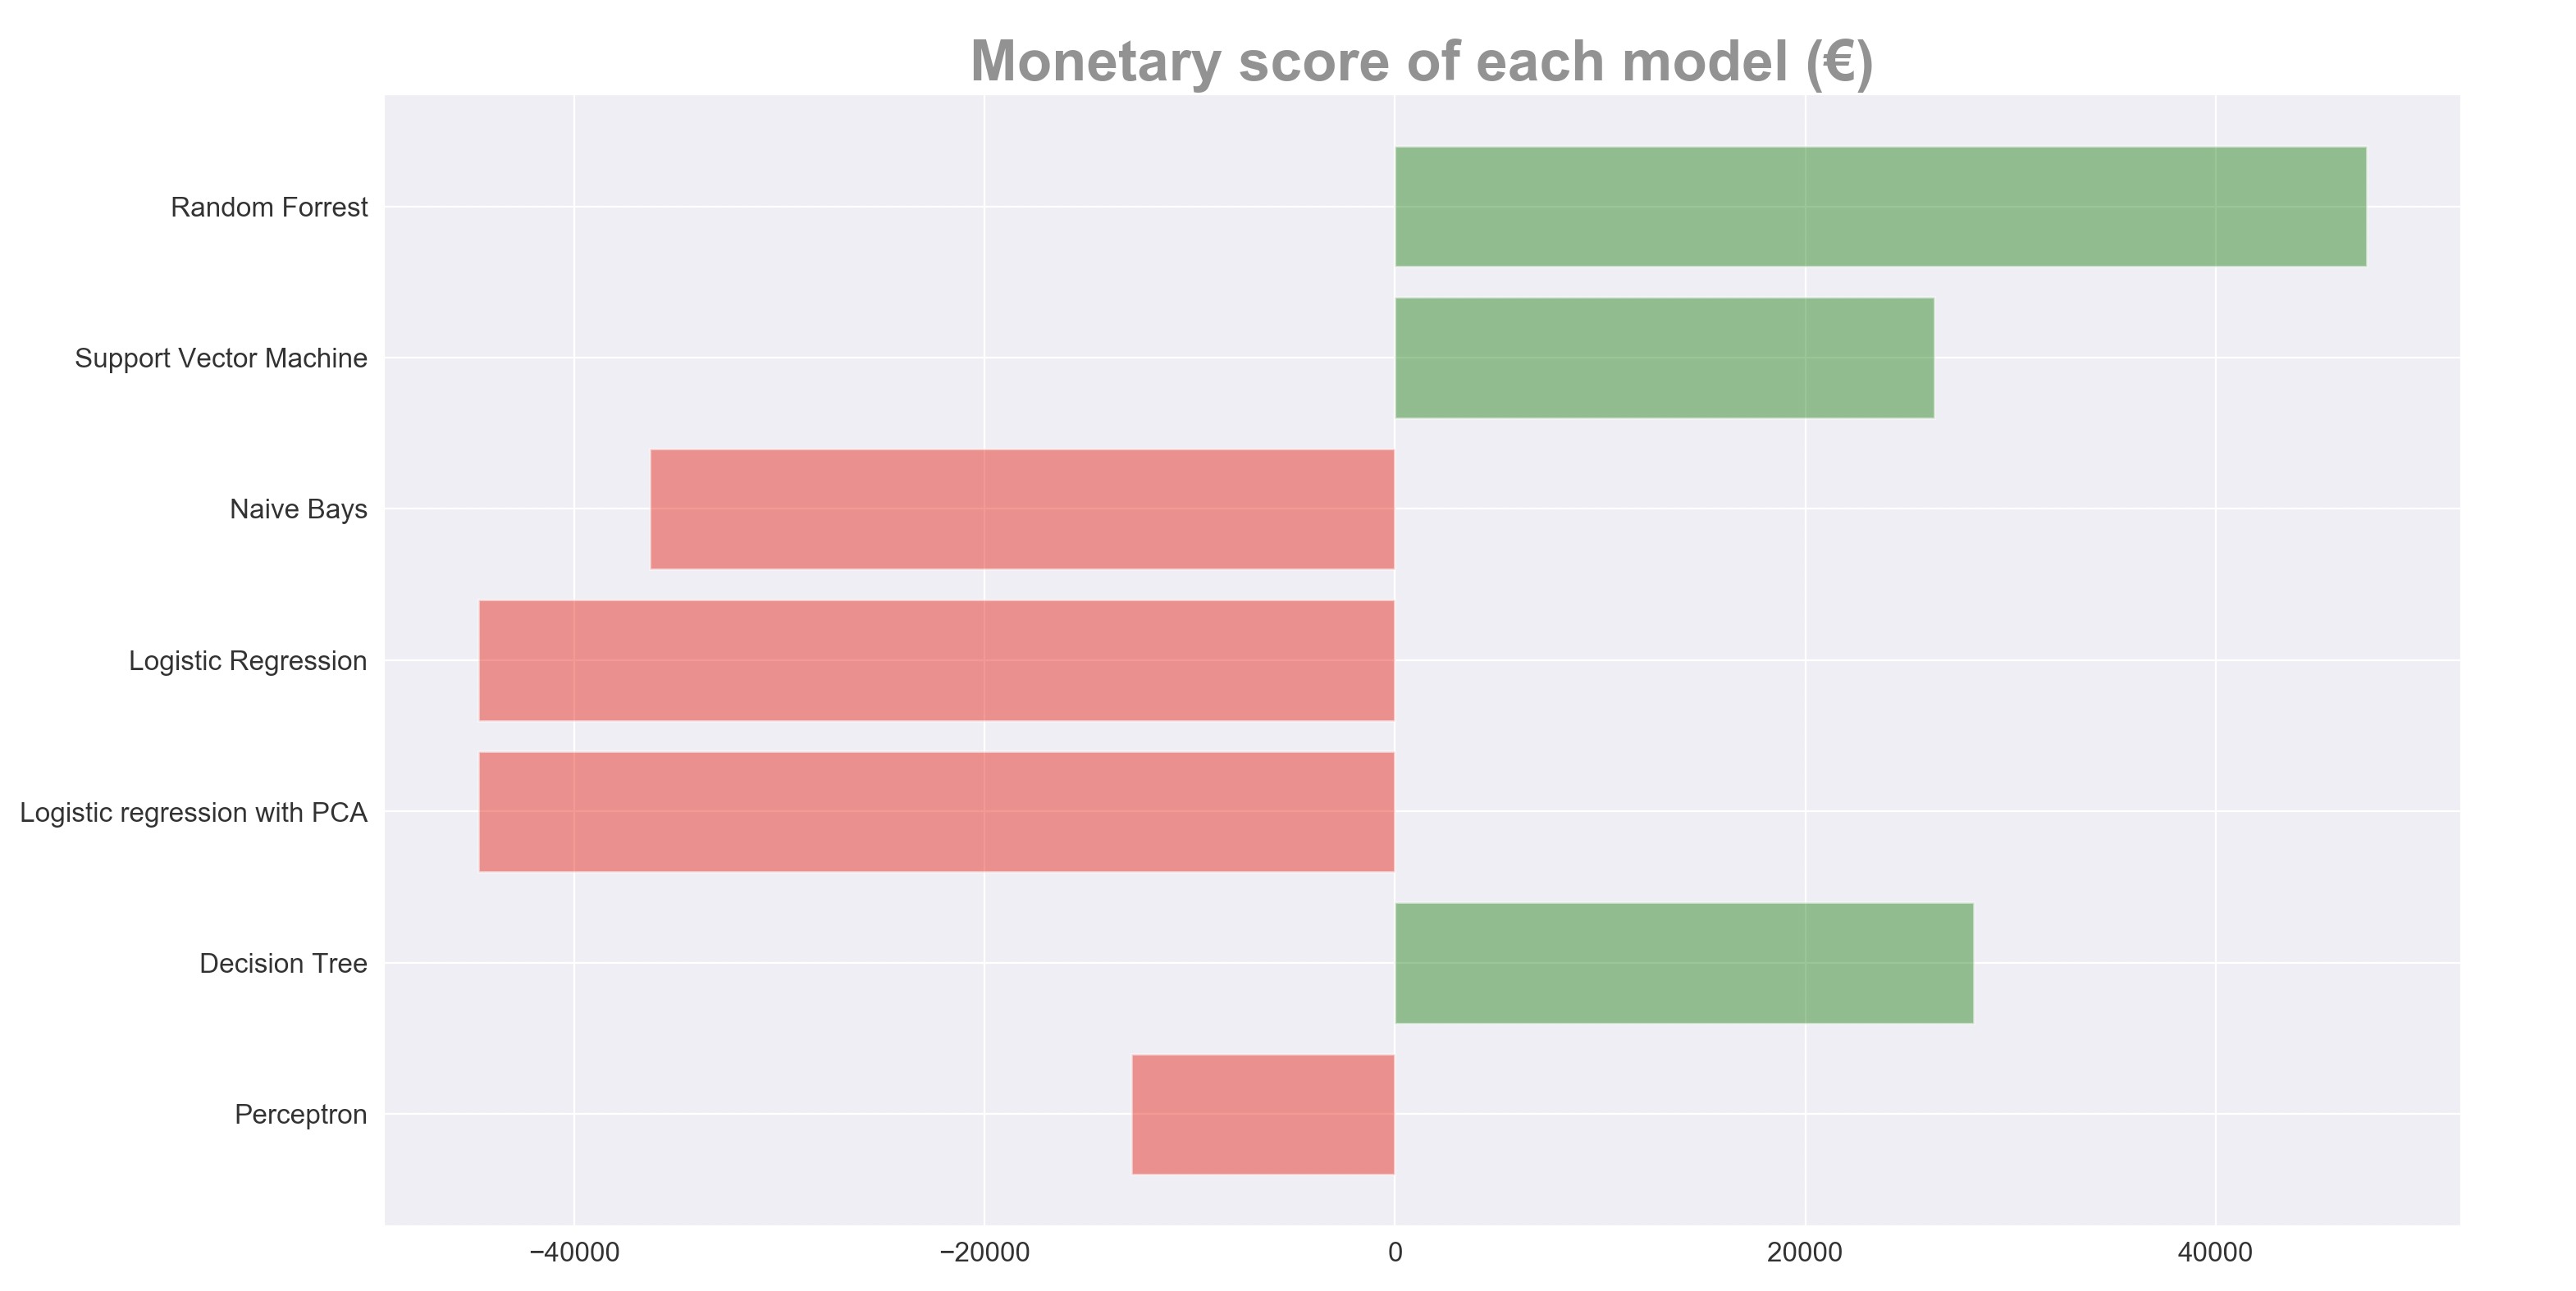 Monetary score of each model (€)
Random Forrest
Support Vector Machine
Naive Bays
Logistic Regression
Logistic regression with PCA
Decision Tree
Perceptron
−40000
−20000
0
20000
40000